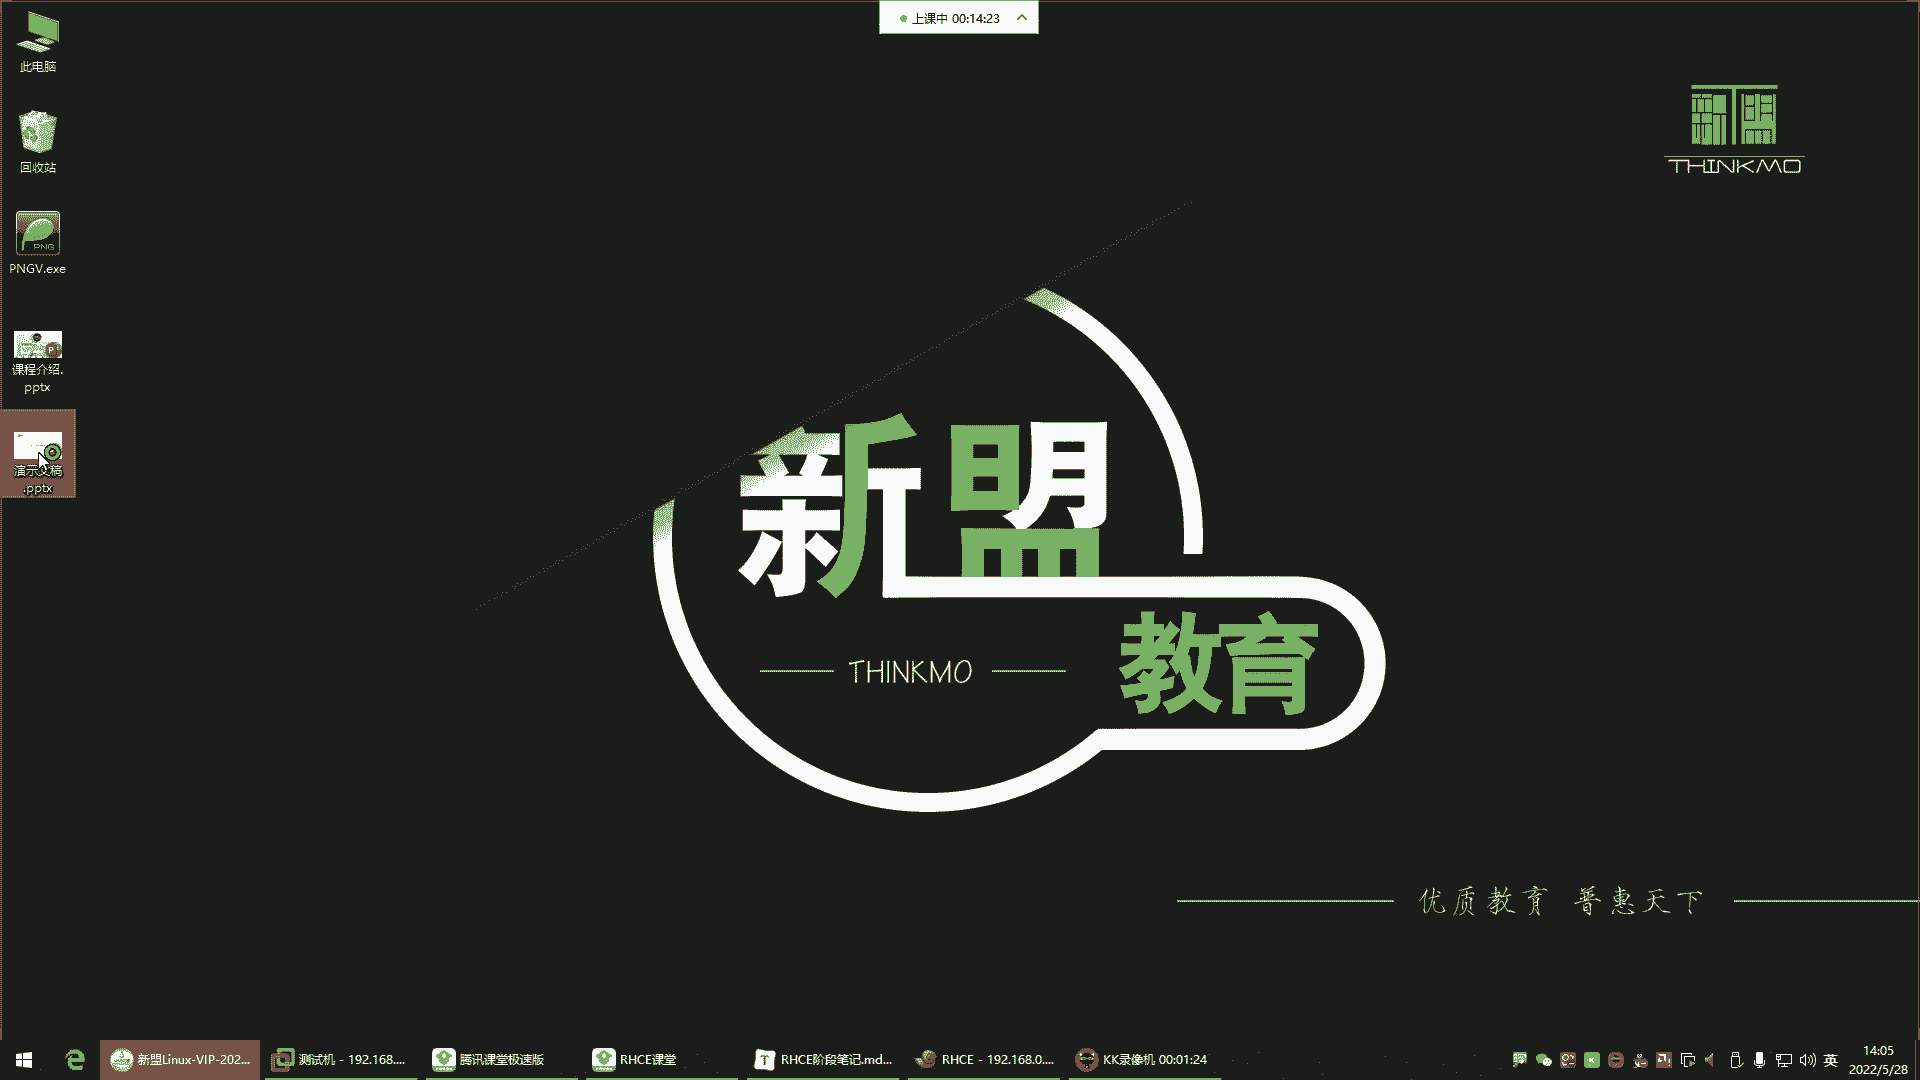 上课中 00:14:23
此电脑
回收站
PNG
PNGV.exe
课程介绍.
pptx
演示文稿
.pptx
THINKMO
新盟
教育
THINKMO
优质教育 普惠天下
新盟Linux-VIP-202...
测试机 - 192.168....
腾讯课堂极速版
RHCE课堂
RHCE阶段笔记.md...
RHCE - 192.168.0....
KK录像机 00:01:24
英
14:05
2022/5/28